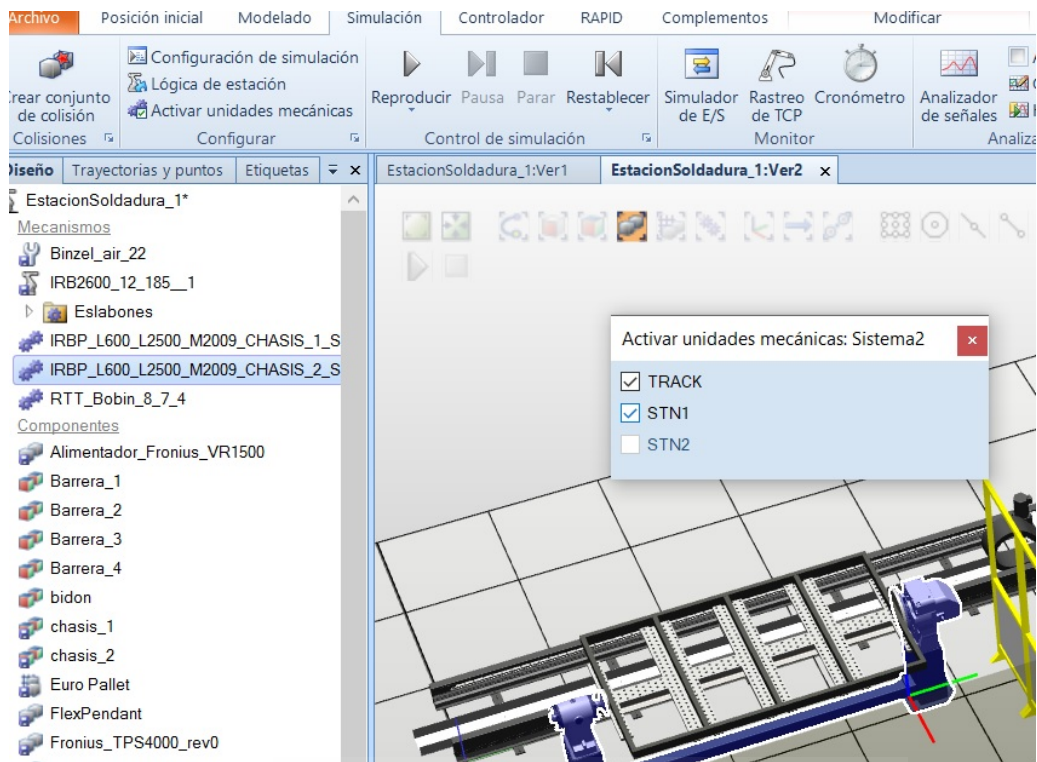 Archivo Posición inicial Modelado Simulación Controlador RAPID Complementos Modificar
Configuración de simulación
Lógica de estación
Activar unidades mecánicas
conjunto
de colisión
Reproducir Pausa Parar Restablecer
Simulador
de E/S
Rastreo
de TCP
Cronómetro
Analizador
de señales
Colisiones Configurar Control de simulación Monitor
Trayectorias y puntos Etiquetas
EstacionSoldadura_1:Ver1 EstacionSoldadura_1:Ver2
EstacionSoldadura_1*
Mecanismos
Binzel_air_22
IRB2600_12_185__1
Eslabones
IRBP_L600_L2500_M2009_CHASIS_1_S
IRBP_L600_L2500_M2009_CHASIS_2_S
RTT_Bobin_8_7_4
Componentes
Alimentador_Fronius_VR1500
Barrera_1
Barrera_2
Barrera_3
Barrera_4
bidon
chasis_1
chasis_2
Euro Pallet
FlexPendant
Fronius_TPS4000_rev0
Activar unidades mecánicas: Sistema2
TRACK
STN1
STN2